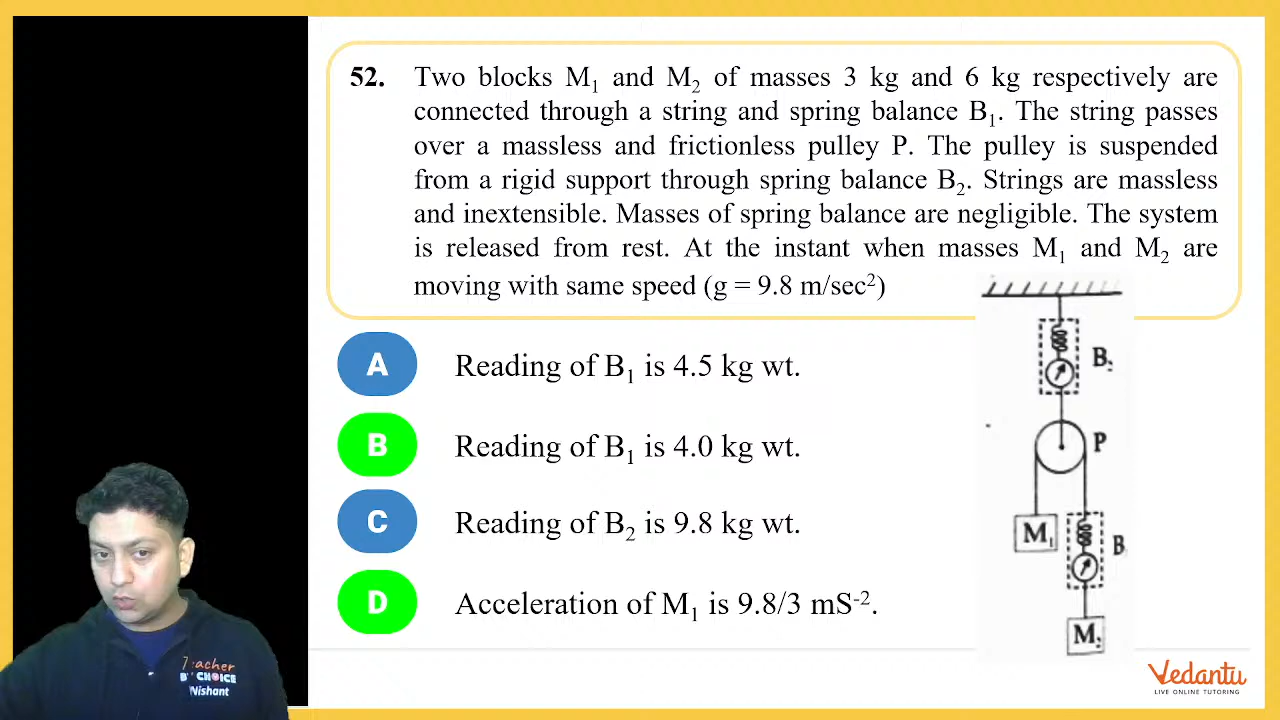 52. Two blocks M₁ and M₂ of masses 3 kg and 6 kg respectively are
connected through a string and spring balance B₁. The string passes
over a massless and frictionless pulley P. The pulley is suspended
from a rigid support through spring balance B₂. Strings are massless
and inextensible. Masses of spring balance are negligible. The system
is released from rest. At the instant when masses M₁ and M₂ are
moving with same speed (g = 9.8 m/sec²)
A Reading of B₁ is 4.5 kg wt.
B Reading of B₁ is 4.0 kg wt.
C Reading of B₂ is 9.8 kg wt.
D Acceleration of M₁ is 9.8/3 mS⁻².
B₂
P
M₁
B
M₂
Teacher
BY CHOICE
Nishant
Vedantu
LIVE ONLINE TUTORING